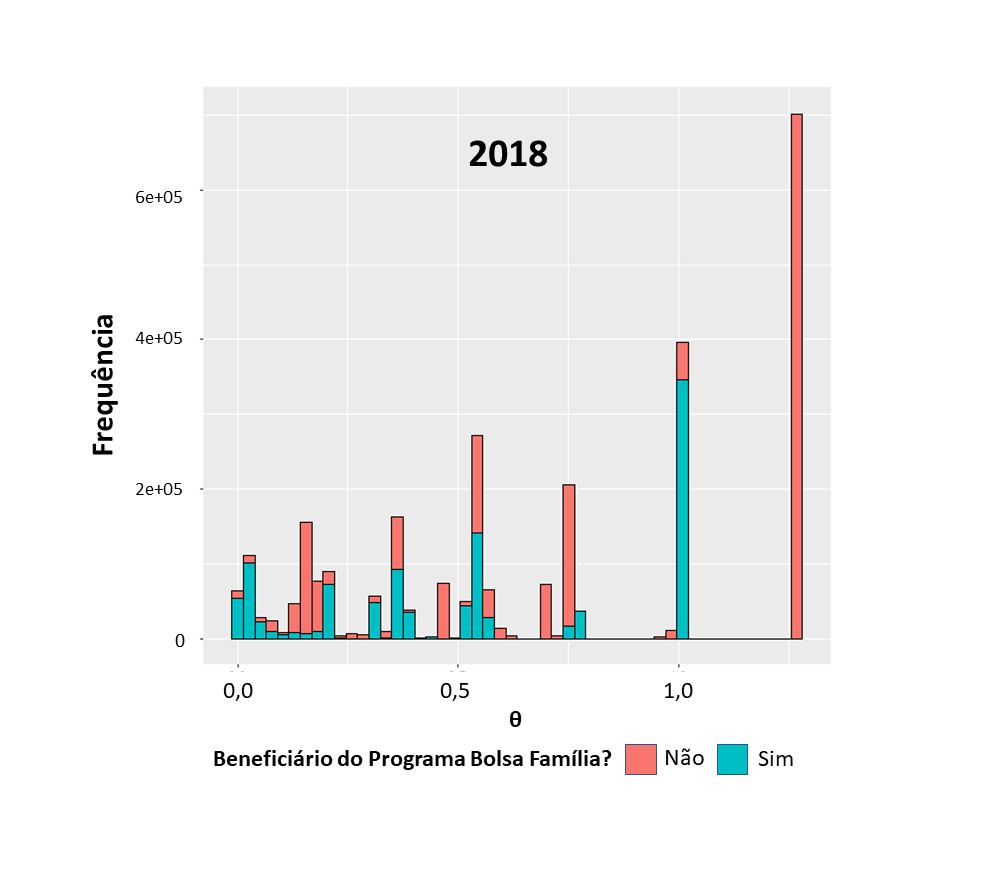 2018
Frequência
6e+05
4e+05
2e+05
0
0,0 0,5 1,0
θ
Beneficiário do Programa Bolsa Família? Não Sim